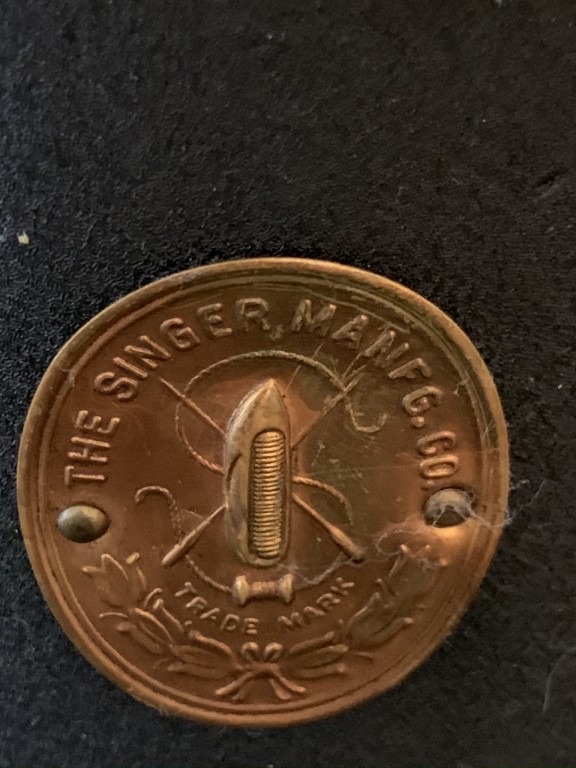 THE SINGER, MANFG. CO
TRADE MARK